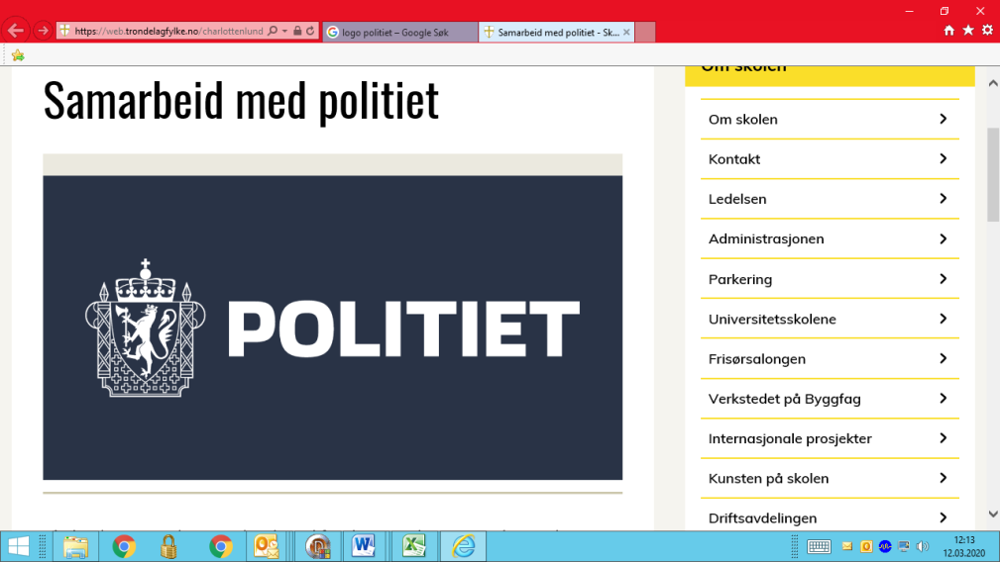 https://web.trondelagfylke.no/charlottenlund
logo politiet – Google Søk
Samarbeid med politiet - Sk...
Samarbeid med politiet
POLITIET
Om skolen
Om skolen
Kontakt
Ledelsen
Administrasjonen
Parkering
Universitetsskolene
Frisørsalongen
Verkstedet på Byggfag
Internasjonale prosjekter
Kunsten på skolen
Driftsavdelingen
12:13
12.03.2020